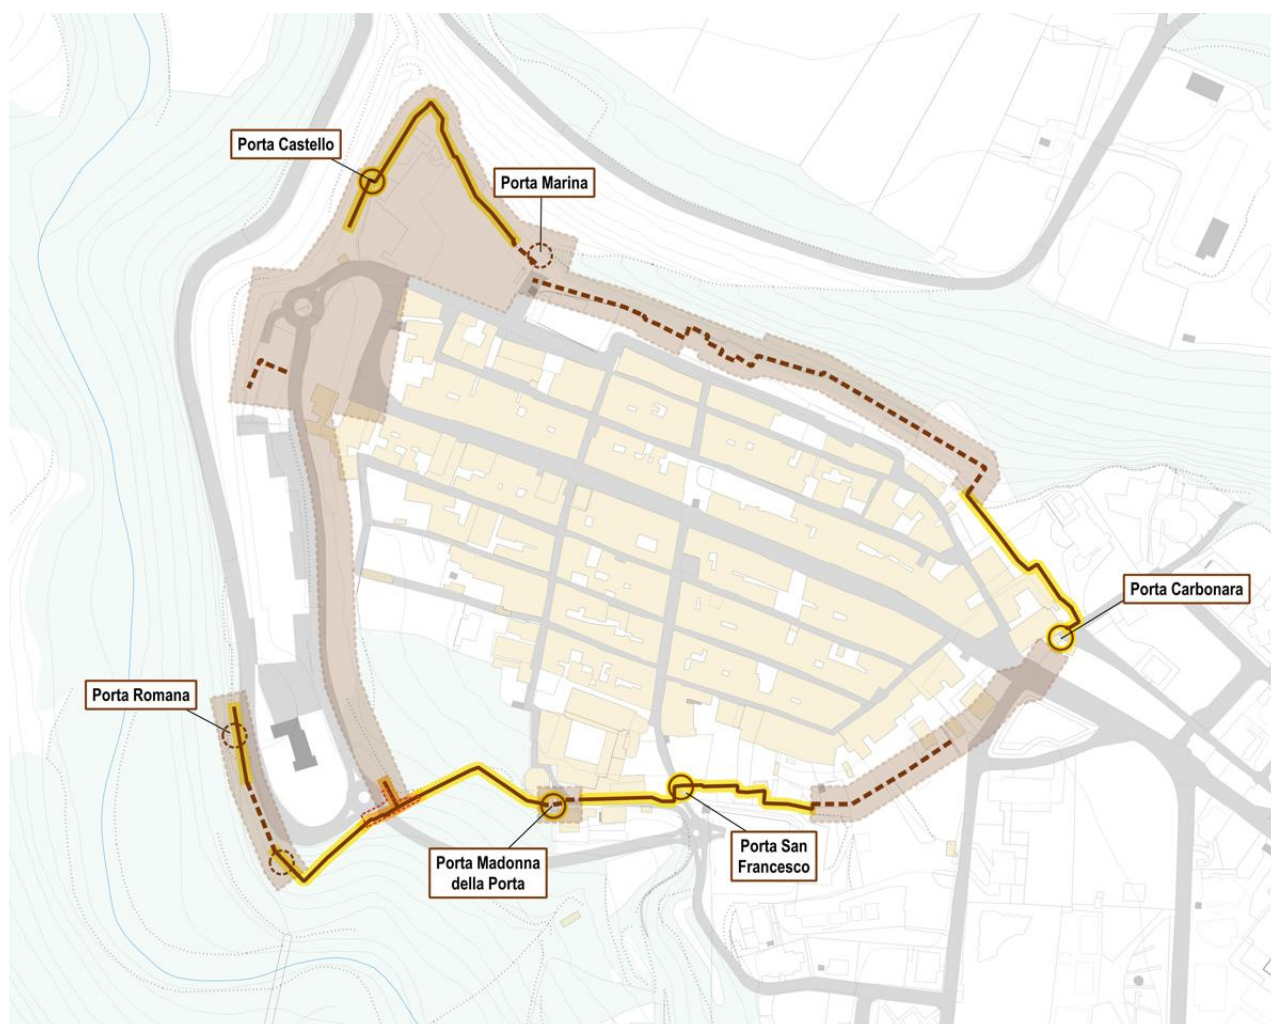 Porta Castello
Porta Marina
Porta Carbonara
Porta Romana
Porta Madonna
della Porta
Porta San
Francesco